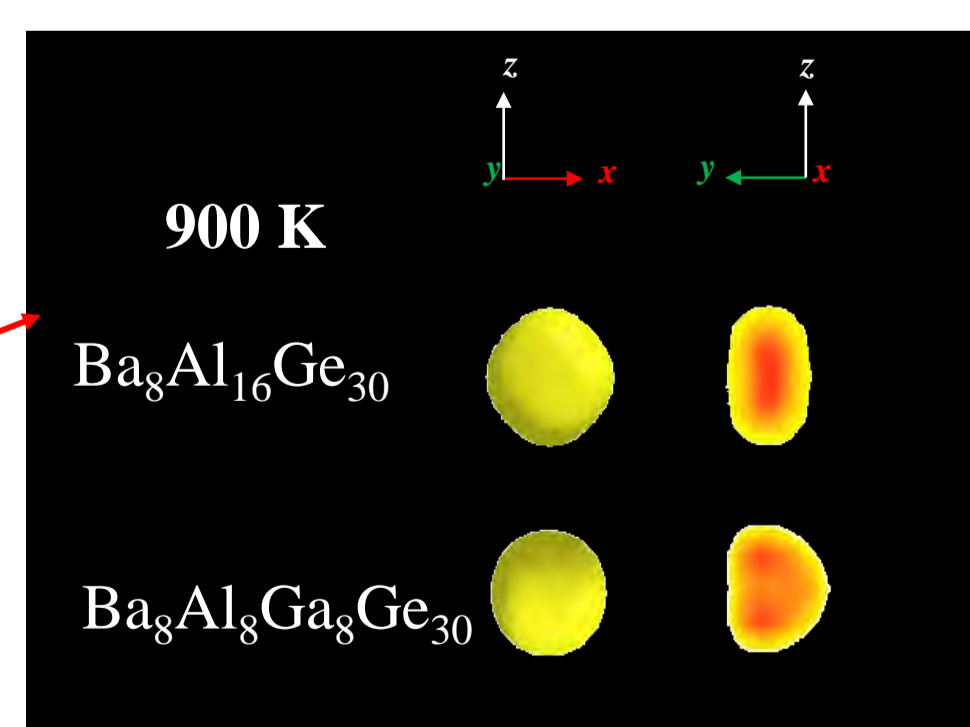 z z
y x y x
900 K
Ba₈Al₁₆Ge₃₀
Ba₈Al₈Ga₈Ge₃₀